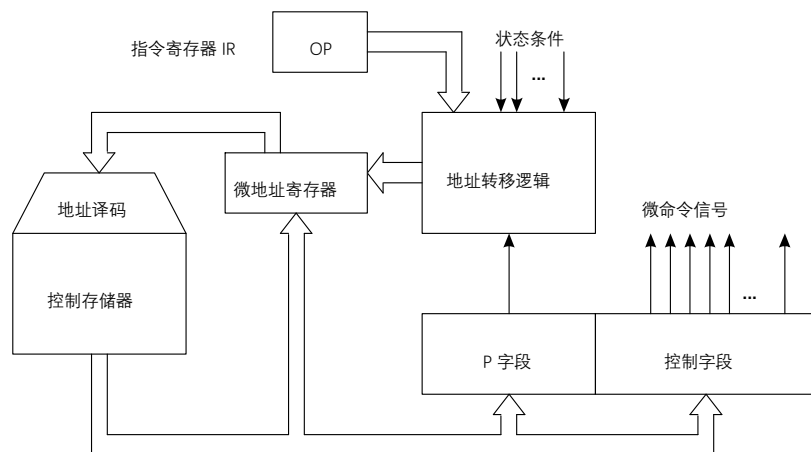 指令寄存器 IR
OP
状态条件
...
微地址寄存器
地址转移逻辑
地址译码
微命令信号
控制存储器
...
P 字段
控制字段